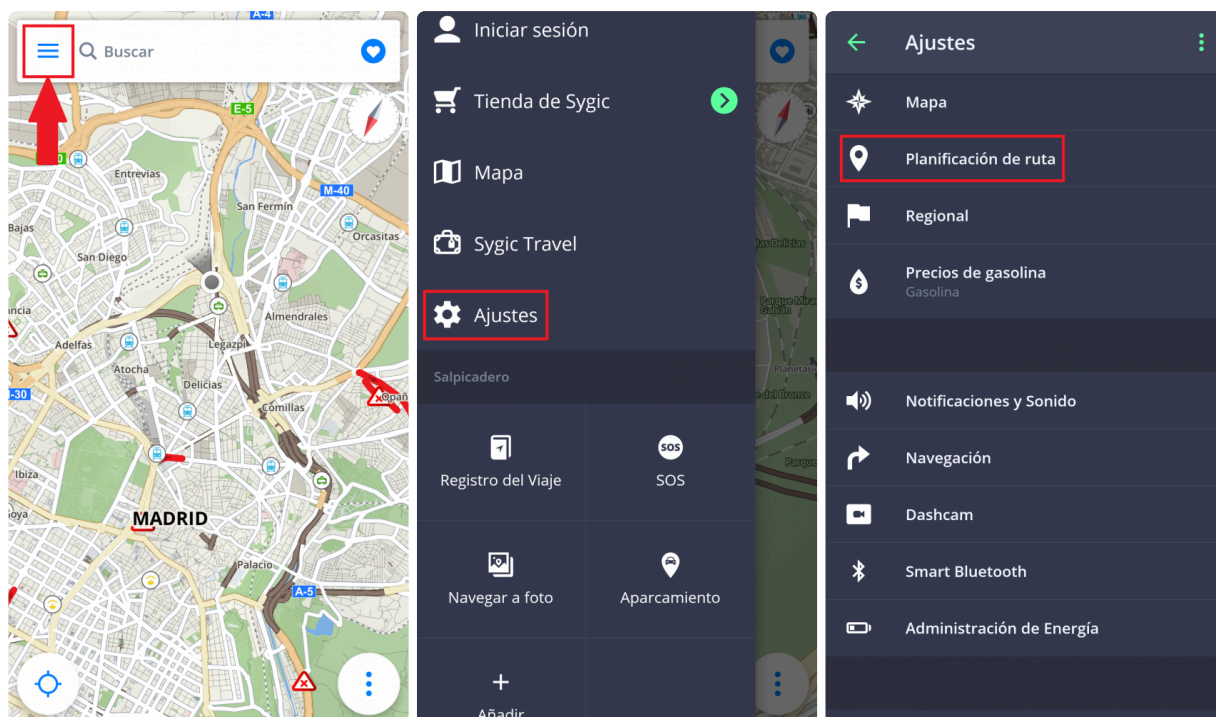 A-4
Buscar
E-5
Entrevías
M-40
San Fermín
Bajas
Orcasitas
San Diego
Almendrales
Adelfas
Legazpi
Atocha
Delicias
Comillas
Ibiza
MADRID
Palacio
A-5
Iniciar sesión
Tienda de Sygic
Mapa
Sygic Travel
Ajustes
Salpicadero
Registro del Viaje
SOS
SOS
Navegar a foto
Aparcamiento
Añadir
Ajustes
Mapa
Planificación de ruta
Regional
Precios de gasolina
Gasolina
Notificaciones y Sonido
Navegación
Dashcam
Smart Bluetooth
Administración de Energía